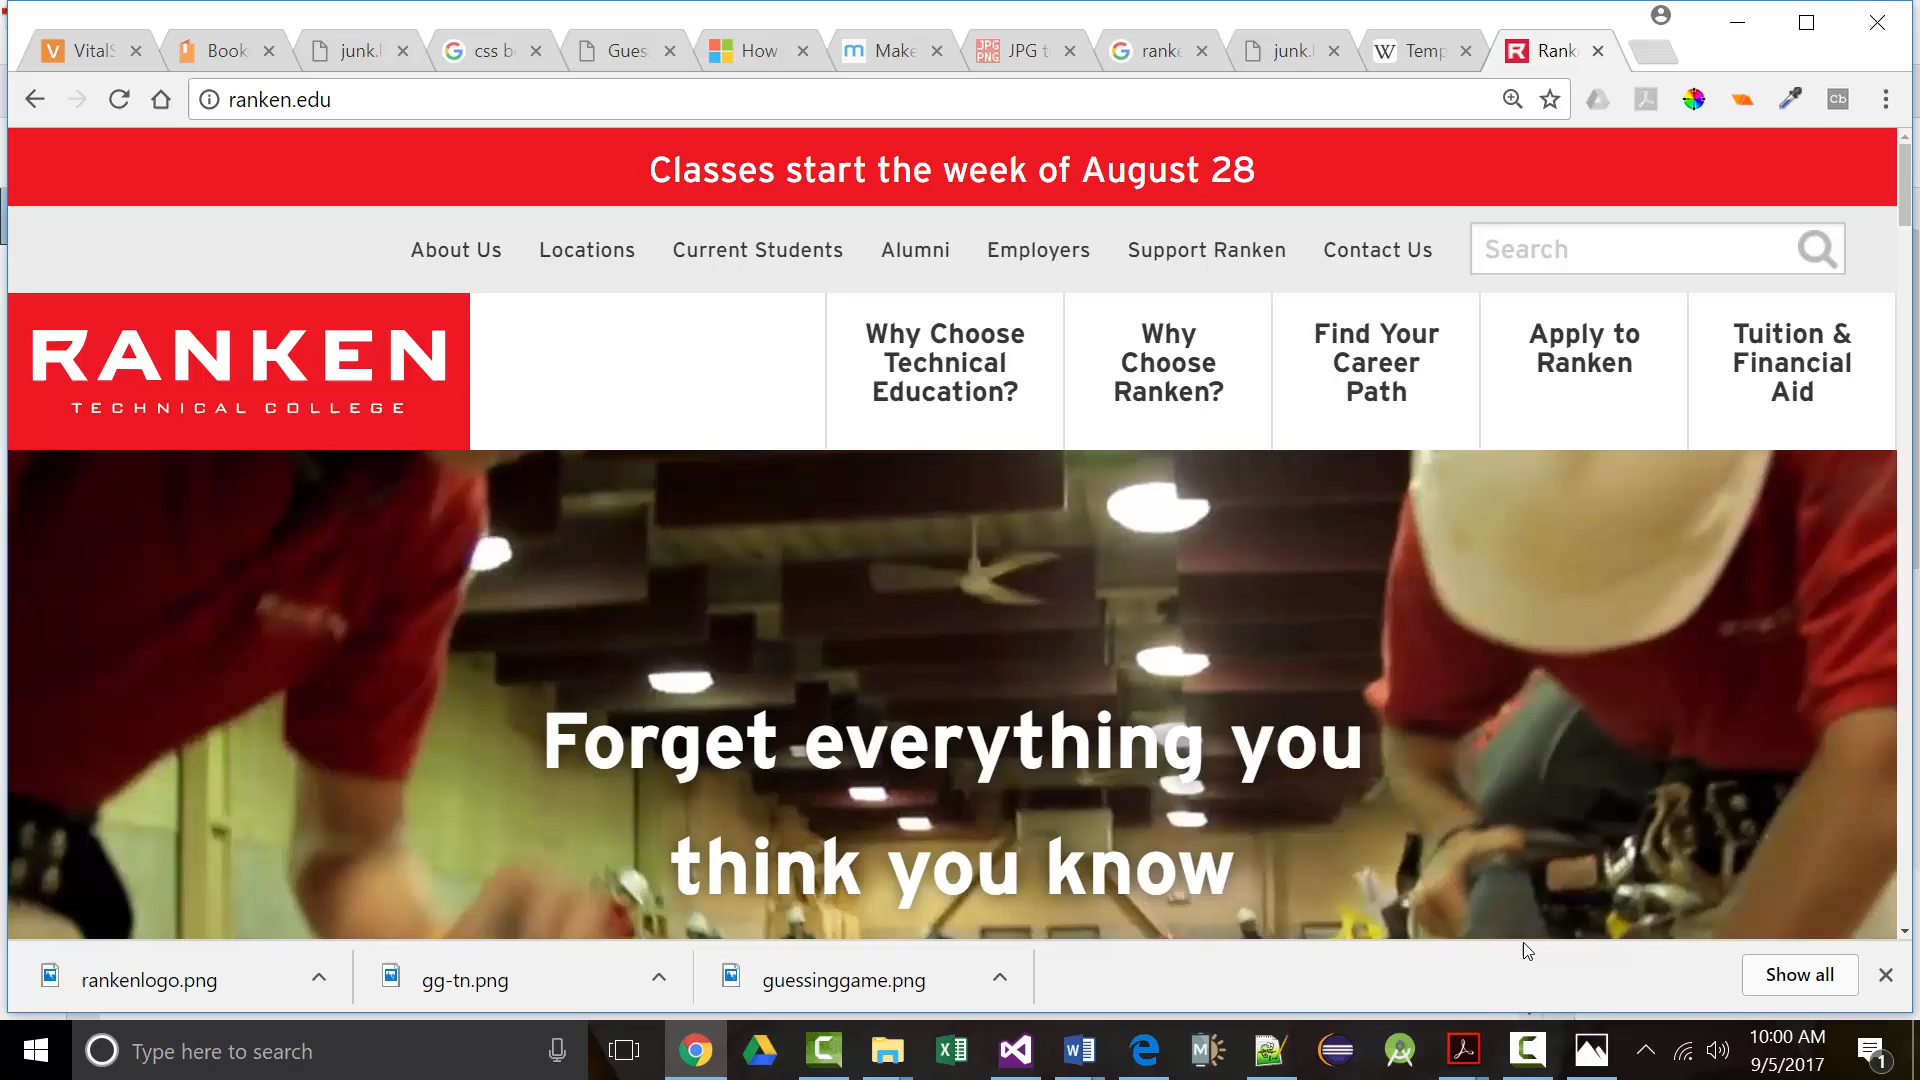 VitalS
Book
junk.l
css b
Gues
How
Make
JPG t
ranke
junk.
Temp
Rank
ranken.edu
Classes start the week of August 28
About Us
Locations
Current Students
Alumni
Employers
Support Ranken
Contact Us
Search
RANKEN
TECHNICAL COLLEGE
Why Choose
Technical
Education?
Why
Choose
Ranken?
Find Your
Career
Path
Apply to
Ranken
Tuition &
Financial
Aid
Forget everything you
think you know
rankenlogo.png
gg-tn.png
guessinggame.png
Show all
Type here to search
10:00 AM
9/5/2017
1